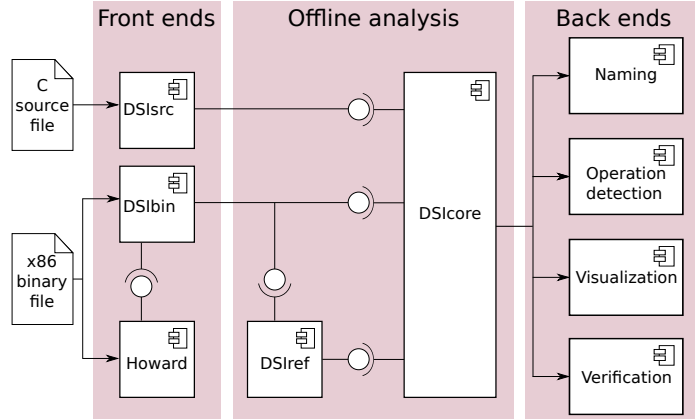 Front ends
Offline analysis
Back ends
C
source
file
DSIsrc
x86
binary
file
DSIbin
Howard
DSIref
DSIcore
Naming
Operation
detection
Visualization
Verification